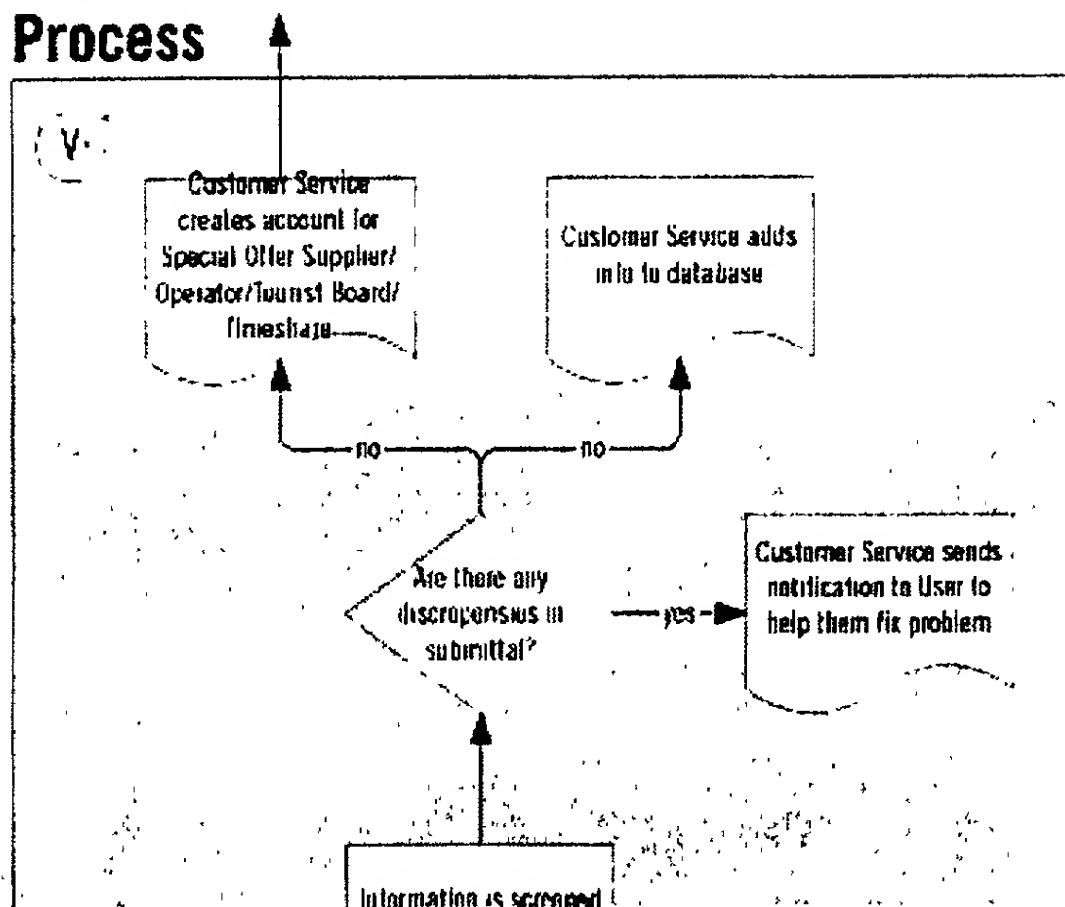 Process
V
Customer Service
creates account for
Special Offer Supplier/
Operator/Tourist Board/
Timeshare
Customer Service adds
info to database
no
no
Are there any
discropensies in
submittal?
yes
Customer Service sends
notification to User to
help them fix problem
Information is screened